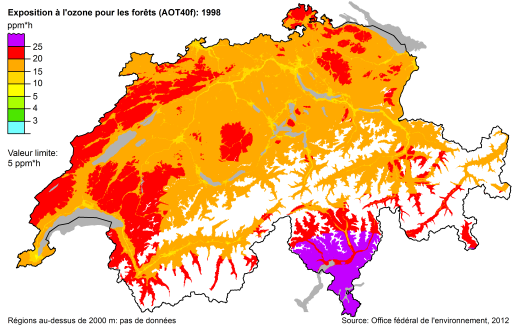 Exposition à l'ozone pour les forêts (AOT40f): 1998
ppm*h
25
20
15
10
5
4
3
Valeur limite:
5 ppm*h
Régions au-dessus de 2000 m: pas de données
Source: Office fédéral de l'environnement, 2012